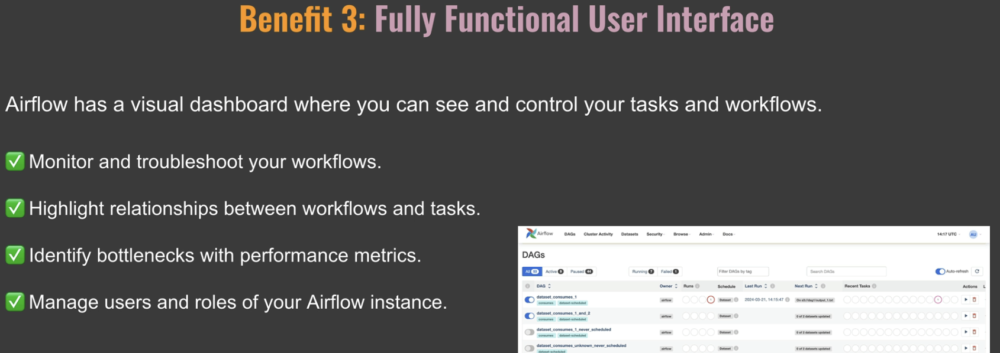 Benefit 3: Fully Functional User Interface
Airflow has a visual dashboard where you can see and control your tasks and workflows.
✅ Monitor and troubleshoot your workflows.
✅ Highlight relationships between workflows and tasks.
✅ Identify bottlenecks with performance metrics.
✅ Manage users and roles of your Airflow instance.
Airflow DAGs Cluster Activity Datasets Security Browse Admin Docs 14:17 UTC AU
DAGs
All 53 Active 9 Paused 44 Running 7 Failed 1 Filter DAGs by tag Search DAGs Auto-refresh
DAG Owner Runs Schedule Last Run Next Run Recent Tasks Actions L
dataset_consumes_1
consumes dataset-scheduled
airflow 1 Dataset 2024-03-21, 14:15:47 On s3://dag1/output_1.txt 1
dataset_consumes_1_and_2
consumes dataset-scheduled
airflow Dataset 0 of 2 datasets updated
dataset_consumes_1_never_scheduled
consumes dataset-scheduled
airflow Dataset 0 of 2 datasets updated
dataset_consumes_unknown_never_scheduled
dataset-scheduled
airflow Dataset 0 of 2 datasets updated